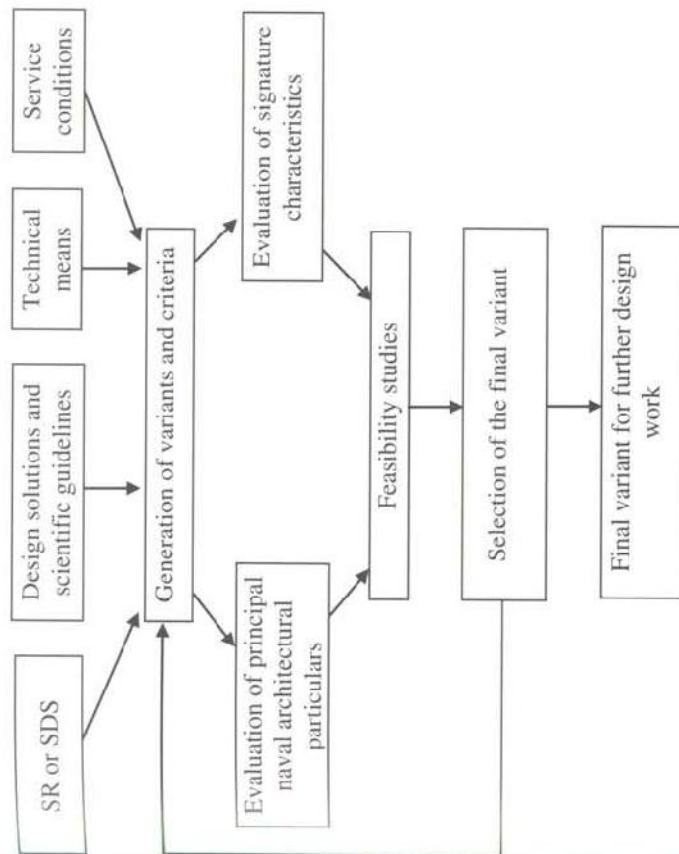 SR or SDS
Design solutions and
scientific guidelines
Technical
means
Service
conditions
Generation of variants and criteria
Evaluation of principal
naval architectural
particulars
Evaluation of signature
characteristics
Feasibility studies
Selection of the final variant
Final variant for further design
work